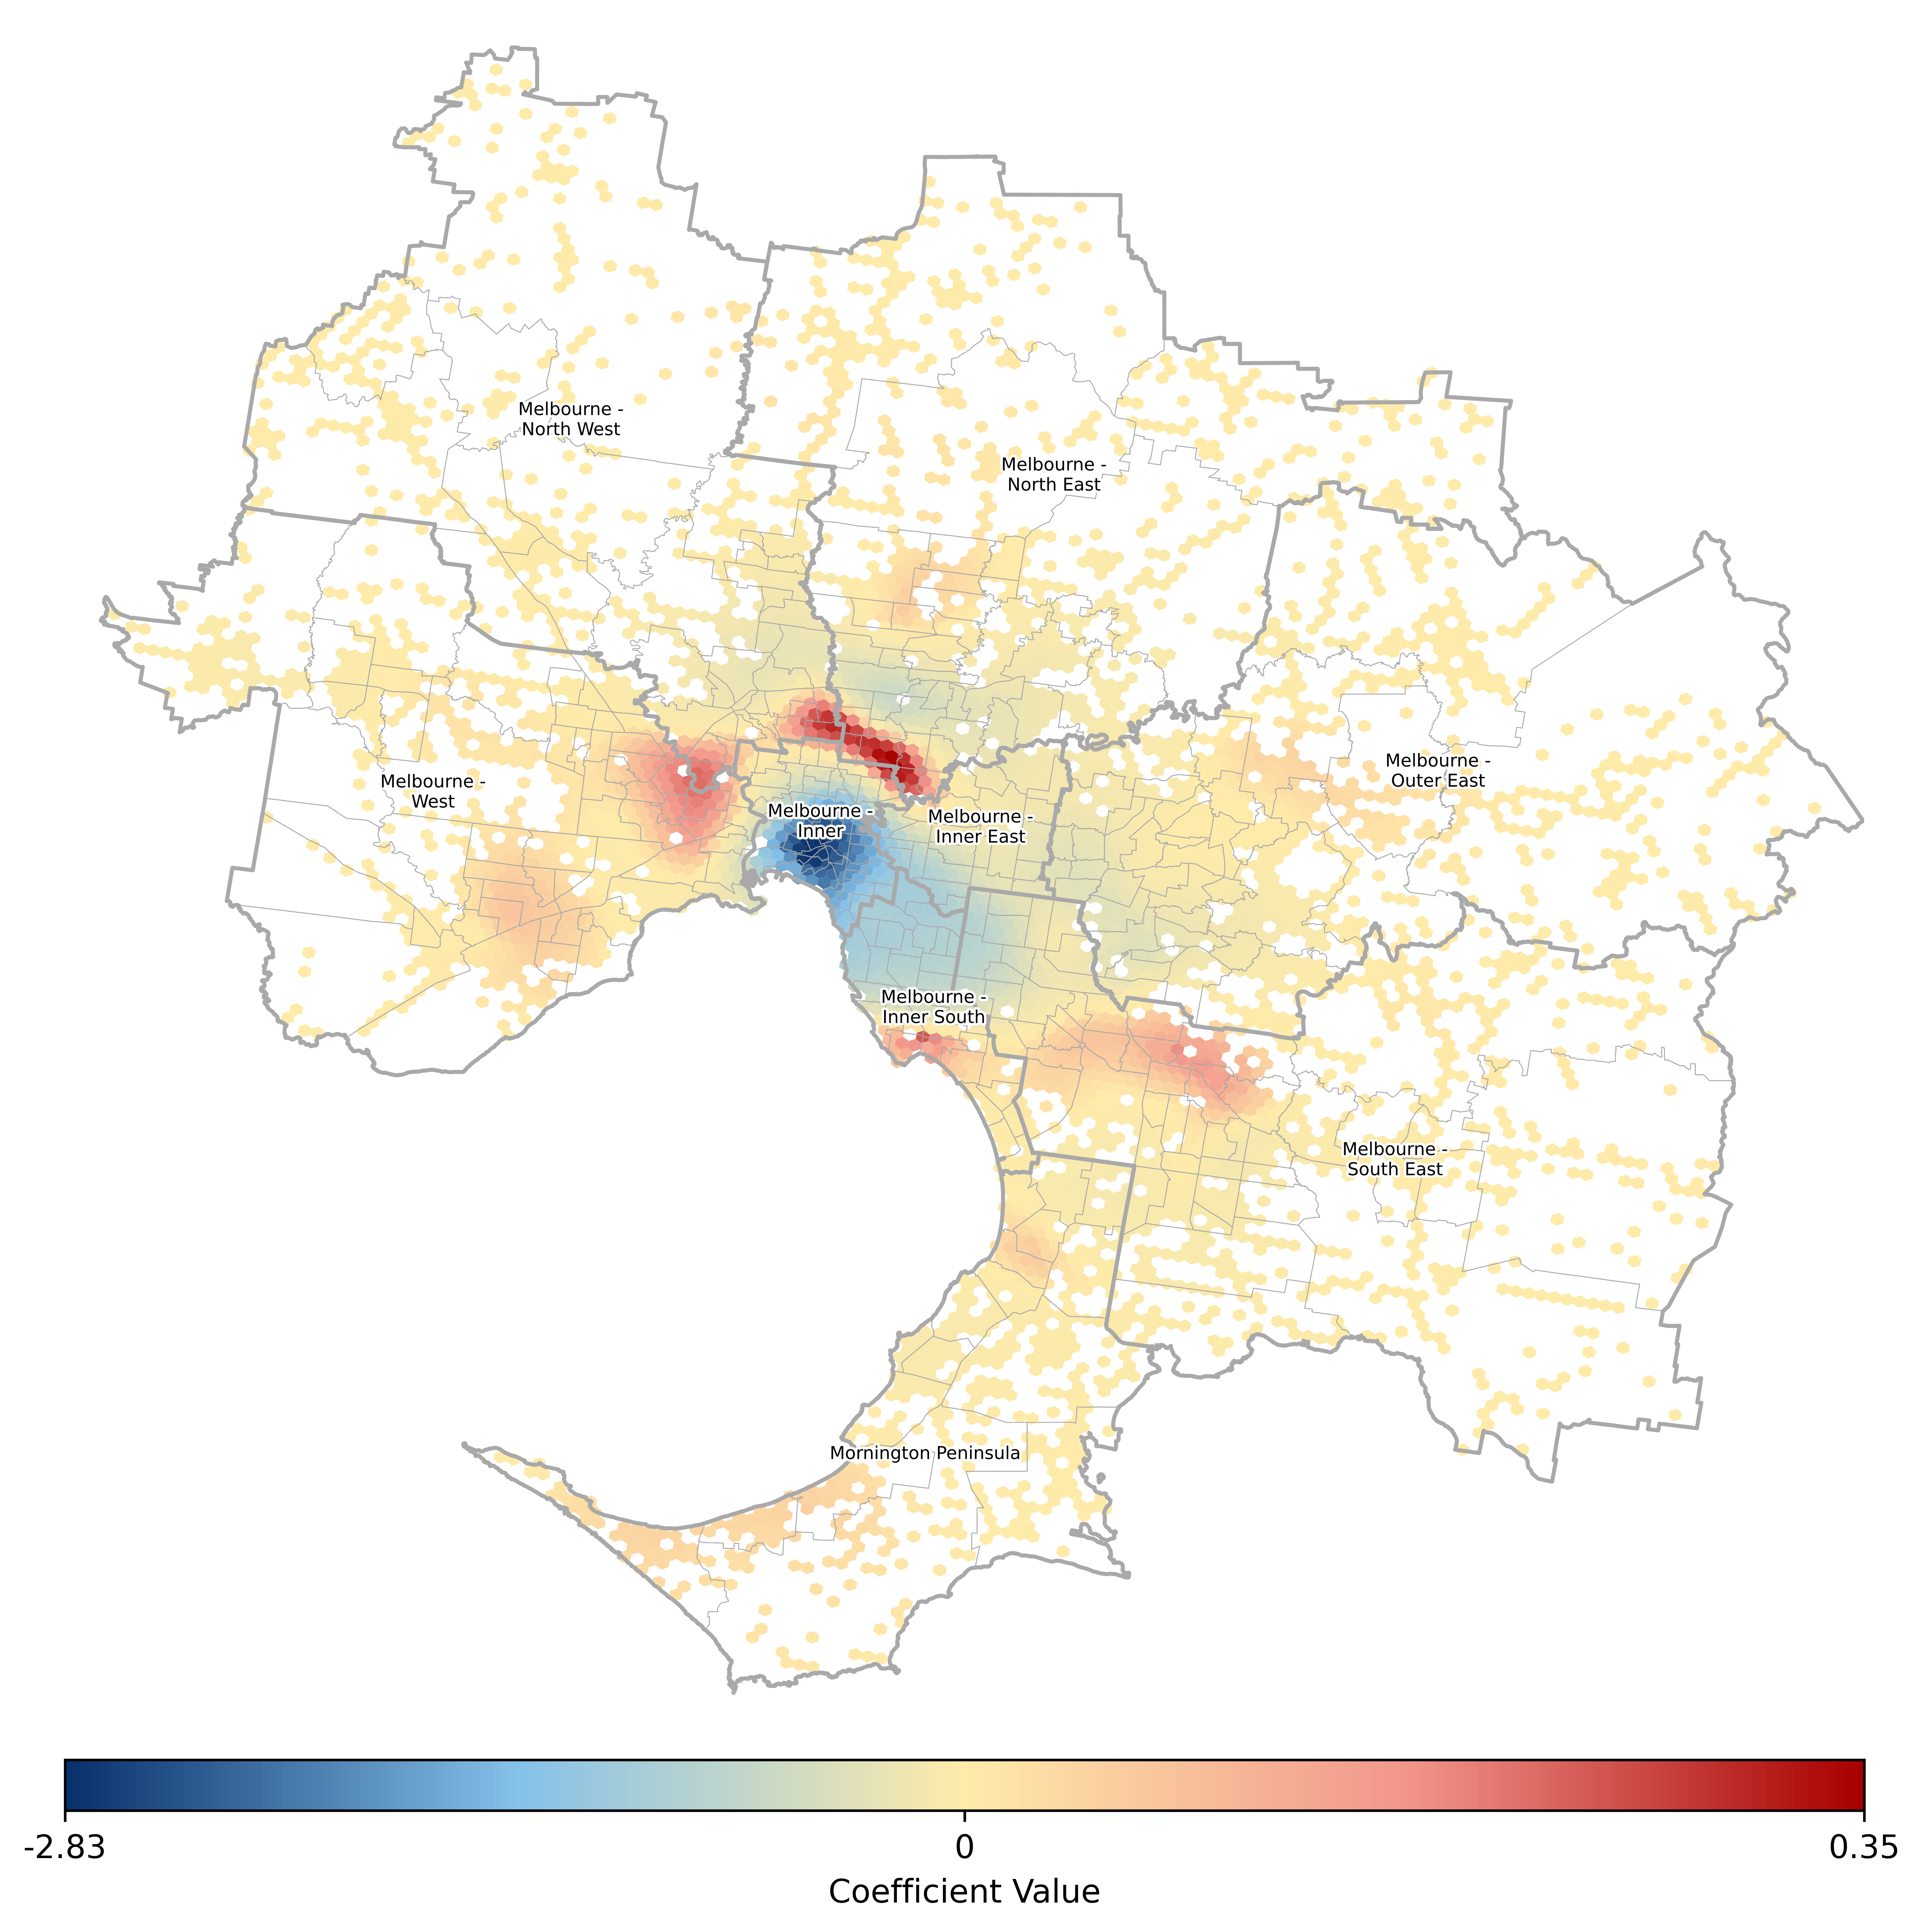 Melbourne -
North West
Melbourne -
North East
Melbourne -
Outer East
Melbourne -
West
Melbourne -
Inner
Melbourne -
Inner East
Melbourne -
Inner South
Melbourne -
South East
Mornington Peninsula
-2.83
0
0.35
Coefficient Value